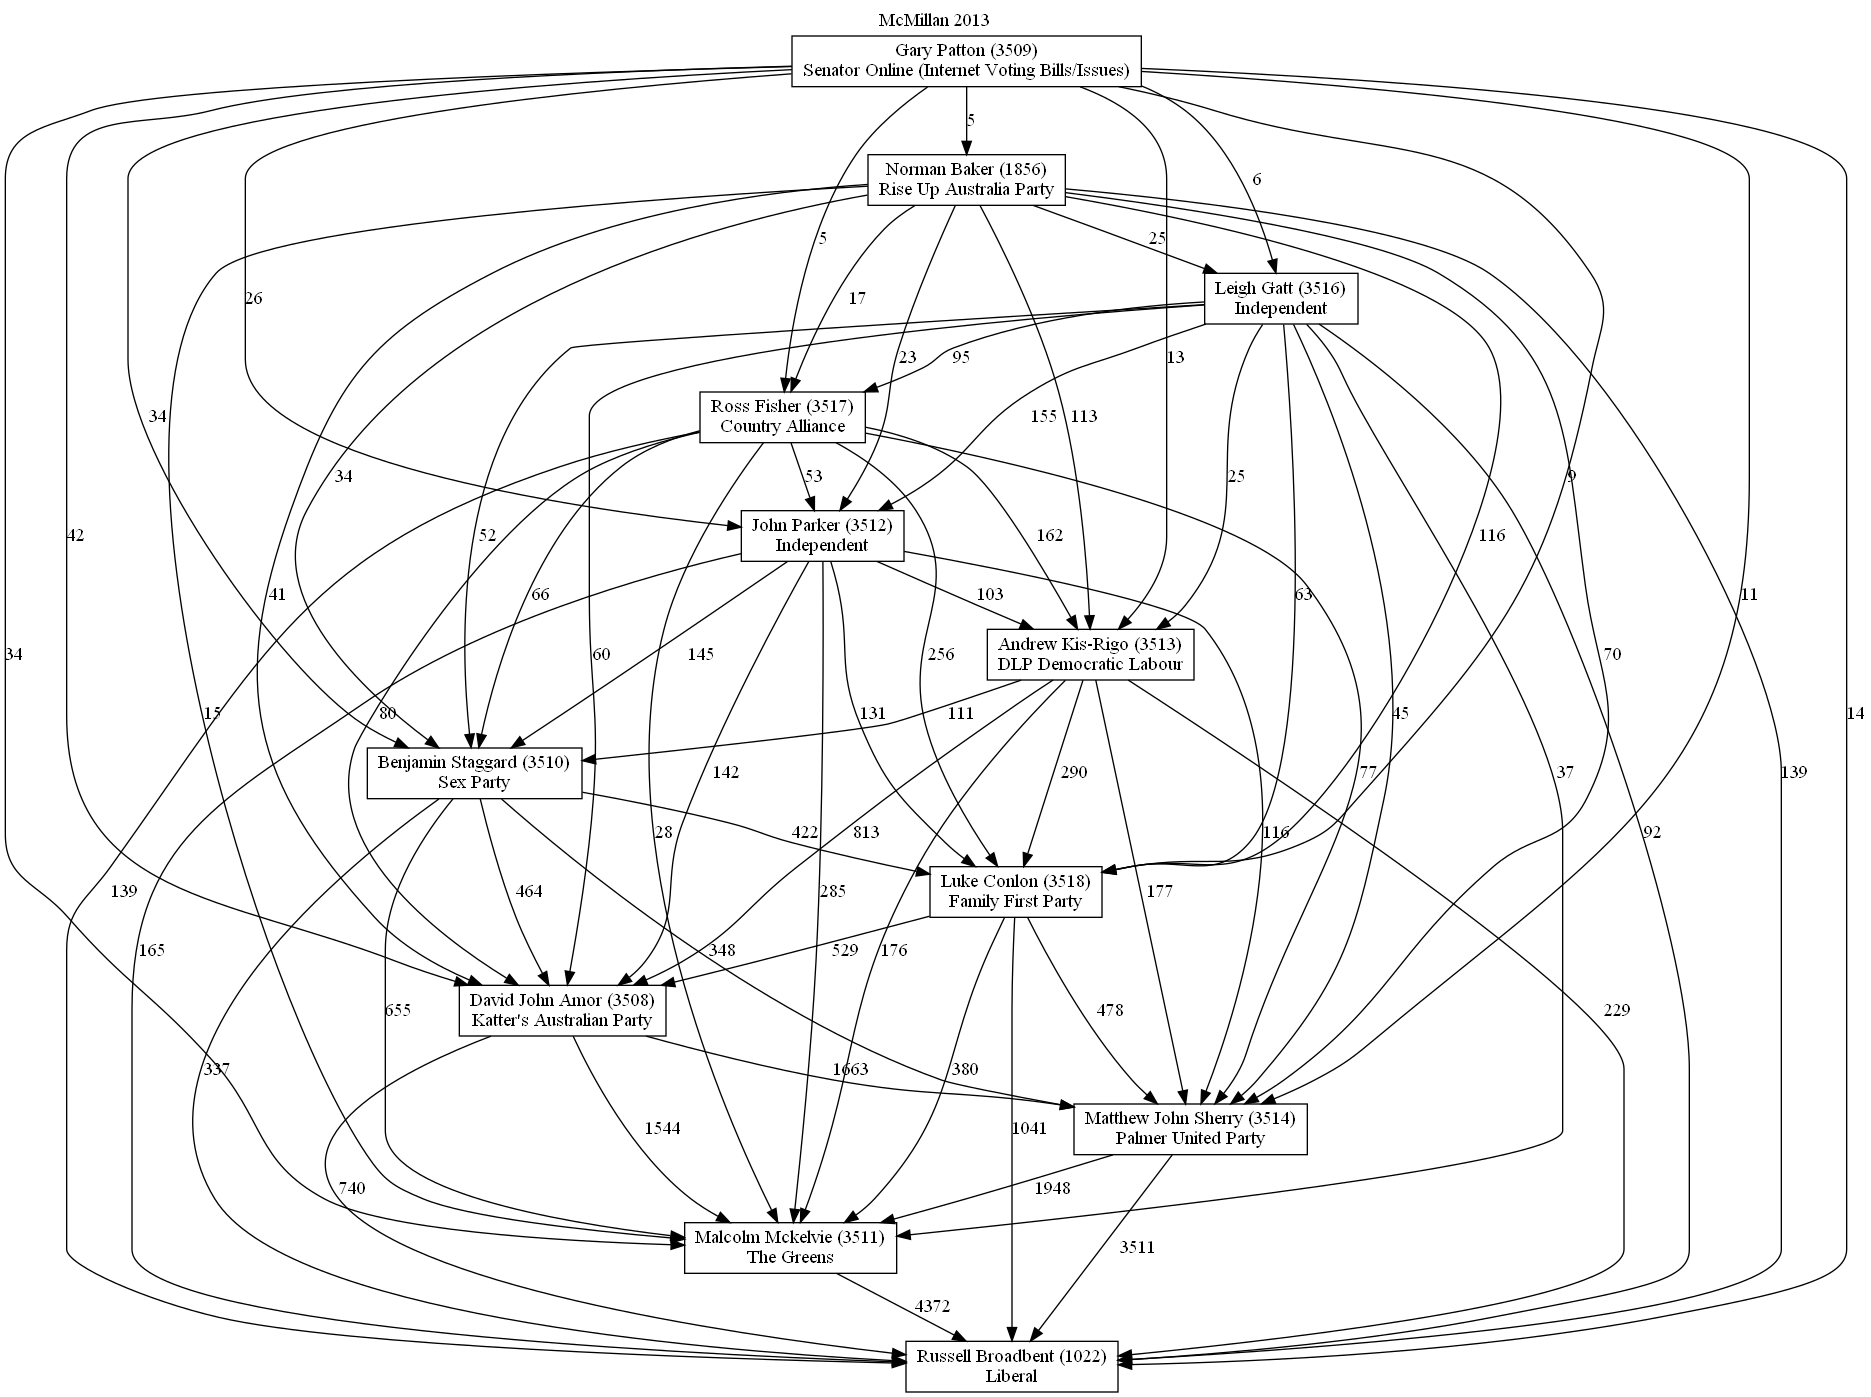 McMillan 2013
Gary Patton (3509)
Senator Online (Internet Voting Bills/Issues)
5
Norman Baker (1856)
Rise Up Australia Party
6
5
25
Leigh Gatt (3516)
Independent
26
17
23
95
13
Ross Fisher (3517)
Country Alliance
34
155
113
34
53
25
9
John Parker (3512)
Independent
42
52
162
116
41
66
103
63
11
34
60
145
256
Andrew Kis-Rigo (3513)
DLP Democratic Labour
70
15
80
131
111
45
14
Benjamin Staggard (3510)
Sex Party
142
290
77
37
139
28
422
813
116
92
Luke Conlon (3518)
Family First Party
139
464
285
177
165
348
529
176
David John Amor (3508)
Katter's Australian Party
655
478
229
337
1663
380
Matthew John Sherry (3514)
Palmer United Party
1544
1041
740
1948
Malcolm Mckelvie (3511)
The Greens
3511
4372
Russell Broadbent (1022)
Liberal